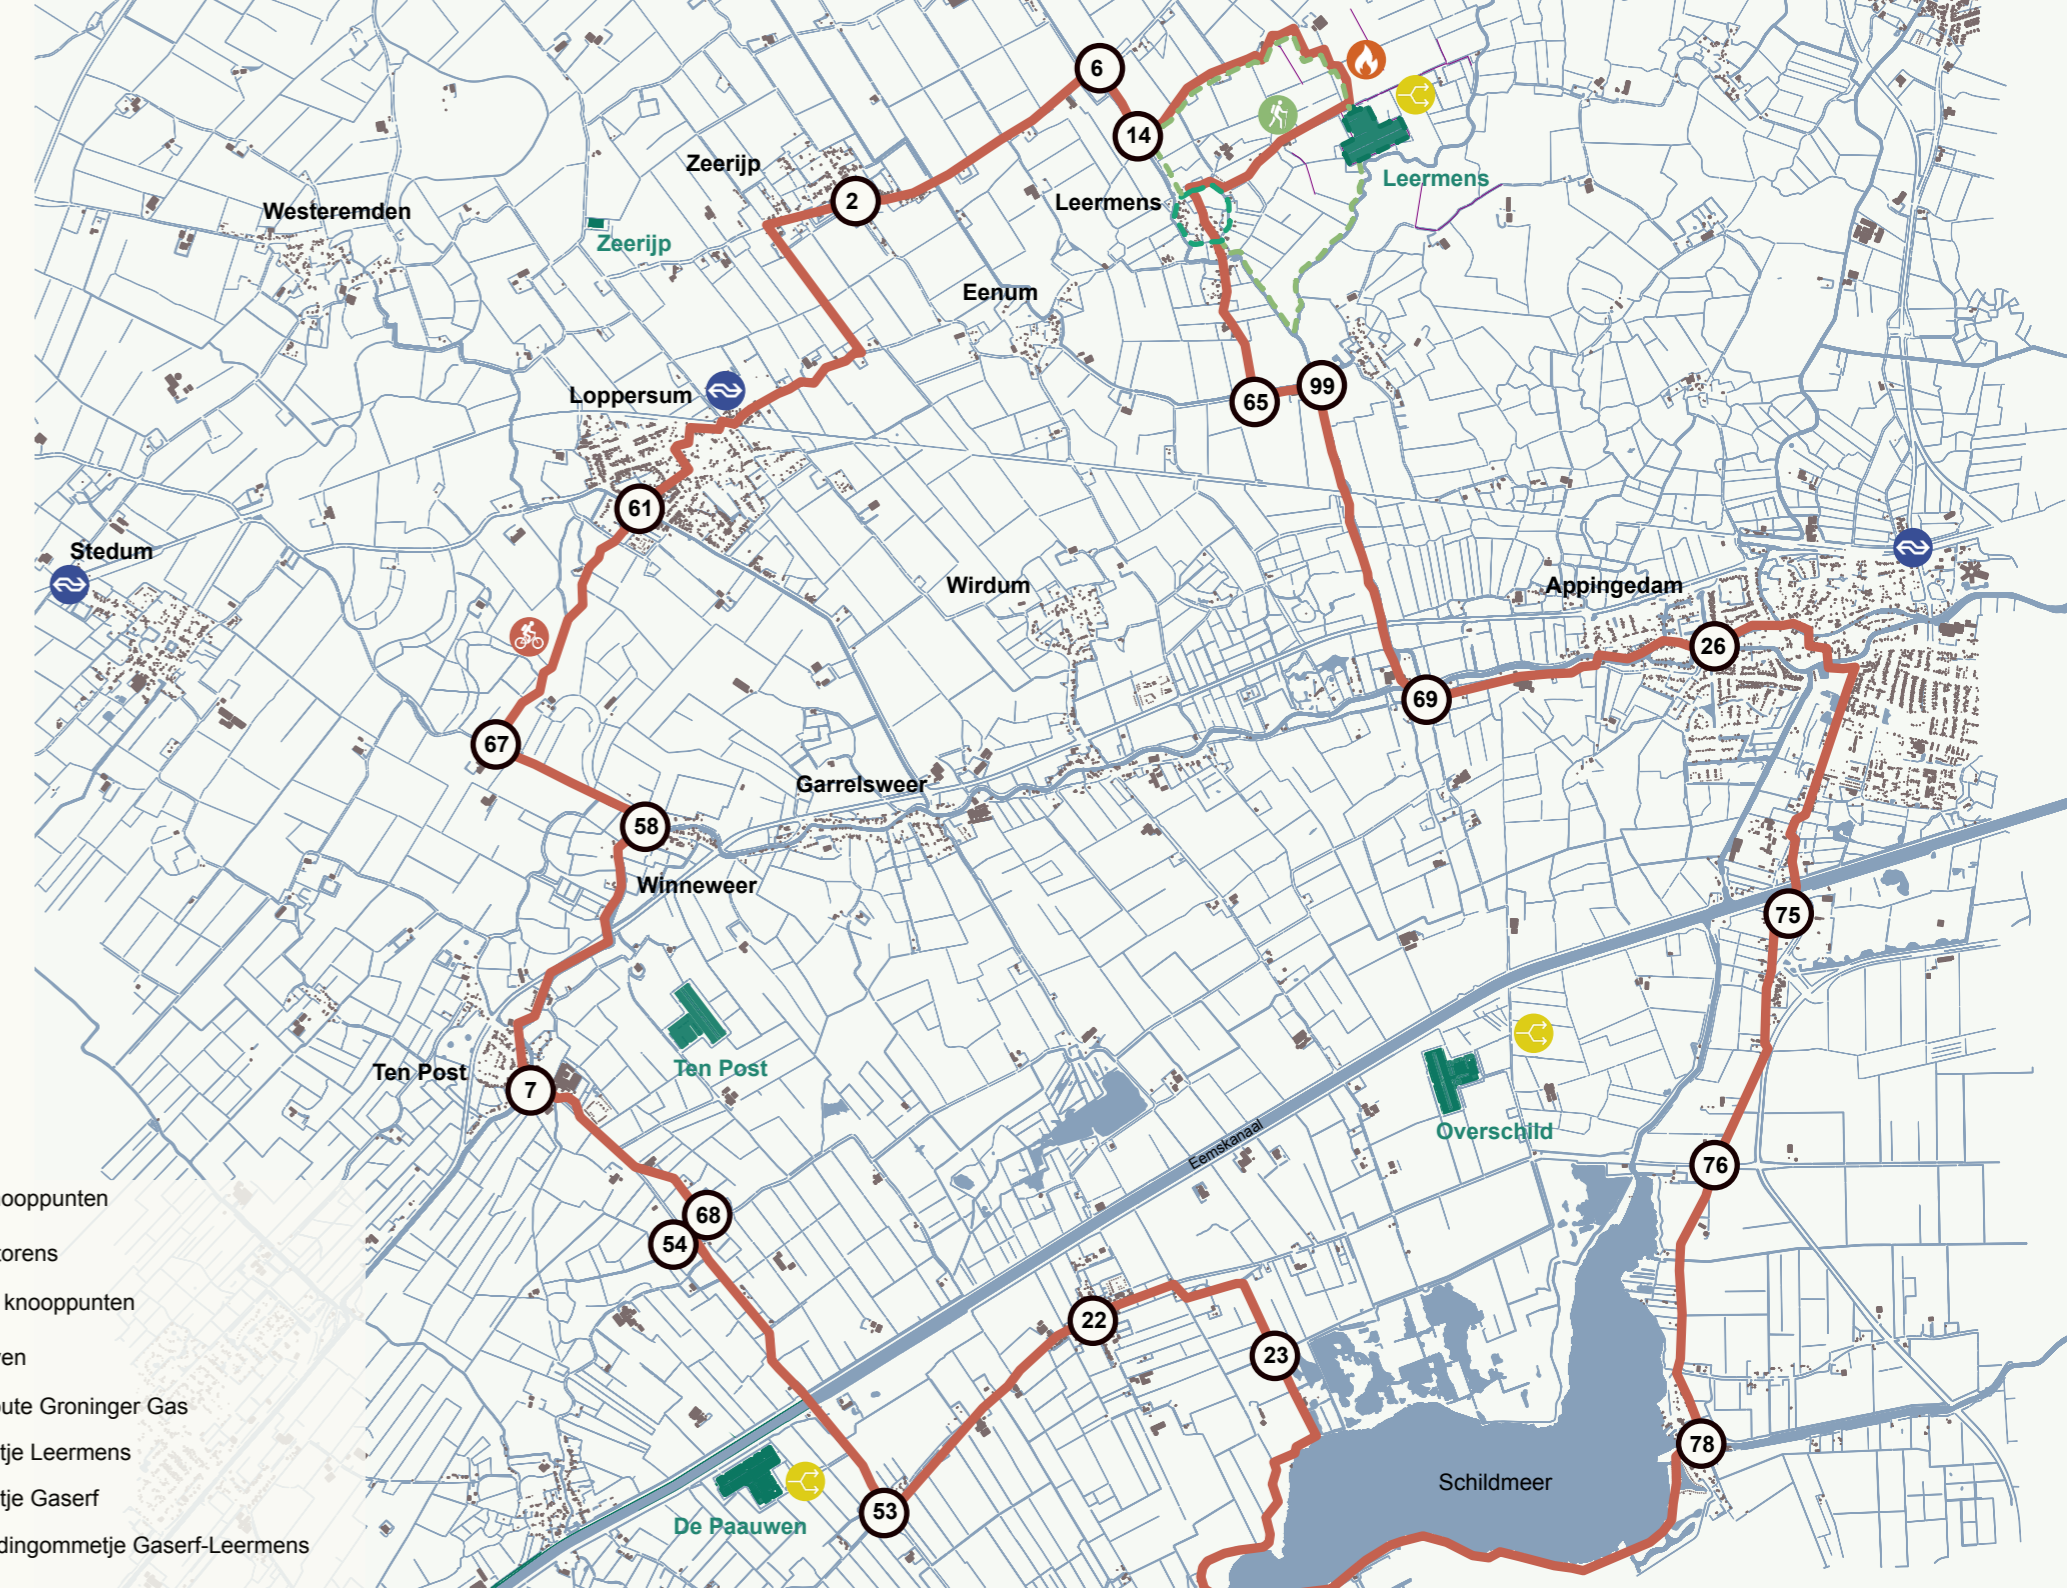 6
14
Zeerijp
2
Leermens
Leermens
Westeremden
Zeerijp
Eenum
Loppersum
65
99
61
Stedum
Wirdum
Appingedam
26
69
67
Garrelsweer
58
Winneweer
75
Ten Post
Ten Post
7
Overschild
Eemskanaal
76
68
54
22
23
78
Schildmeer
53
De Paauwen
nooppunten
torens
knooppunten
ven
oute Groninger Gas
tje Leermens
tje Gaserf
dingommetje Gaserf-Leermens